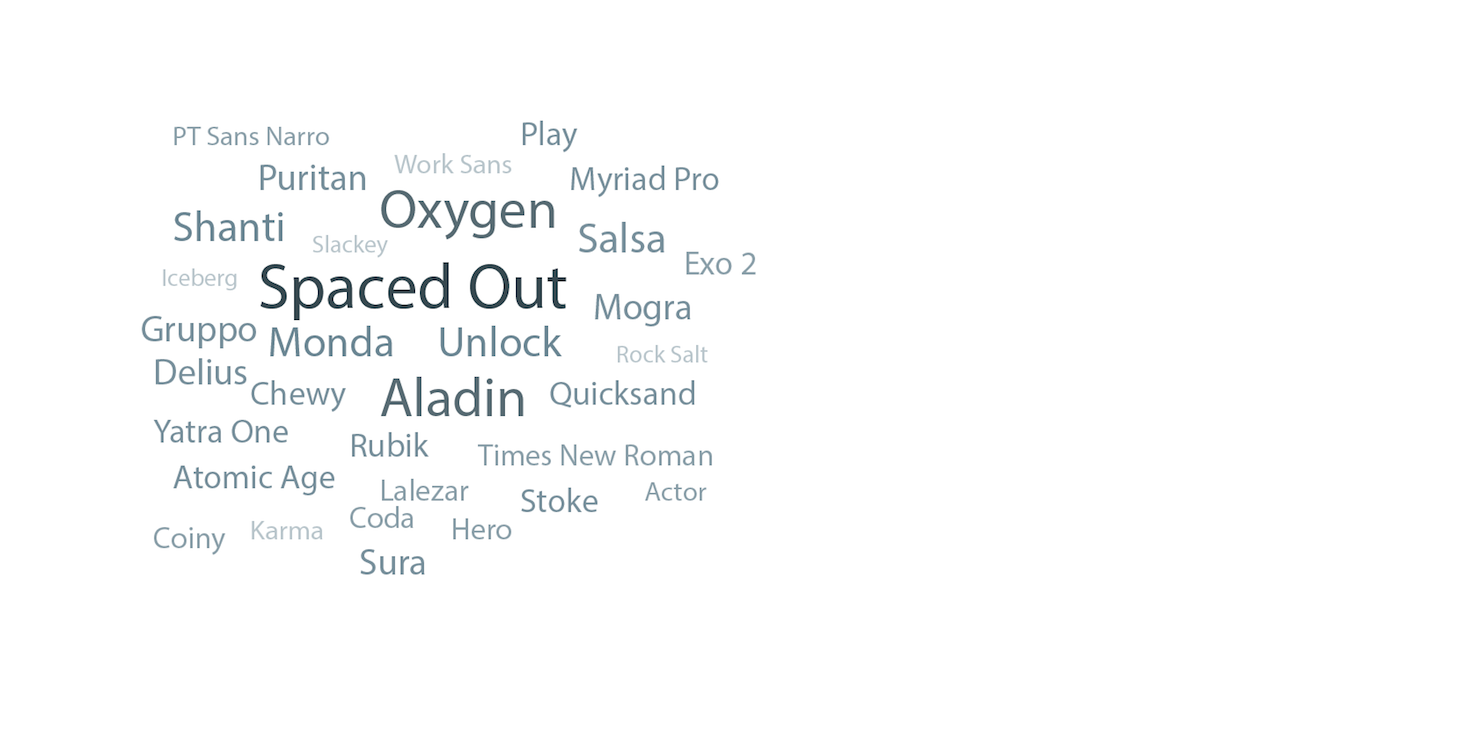 PT Sans Narro
Play
Work Sans
Puritan
Myriad Pro
Oxygen
Shanti
Salsa
Slackey
Exo 2
Iceberg
Spaced Out
Mogra
Gruppo
Monda
Unlock
Rock Salt
Delius
Chewy
Aladin
Quicksand
Yatra One
Rubik
Times New Roman
Atomic Age
Lalezar
Stoke
Actor
Coda
Hero
Coiny
Karma
Sura